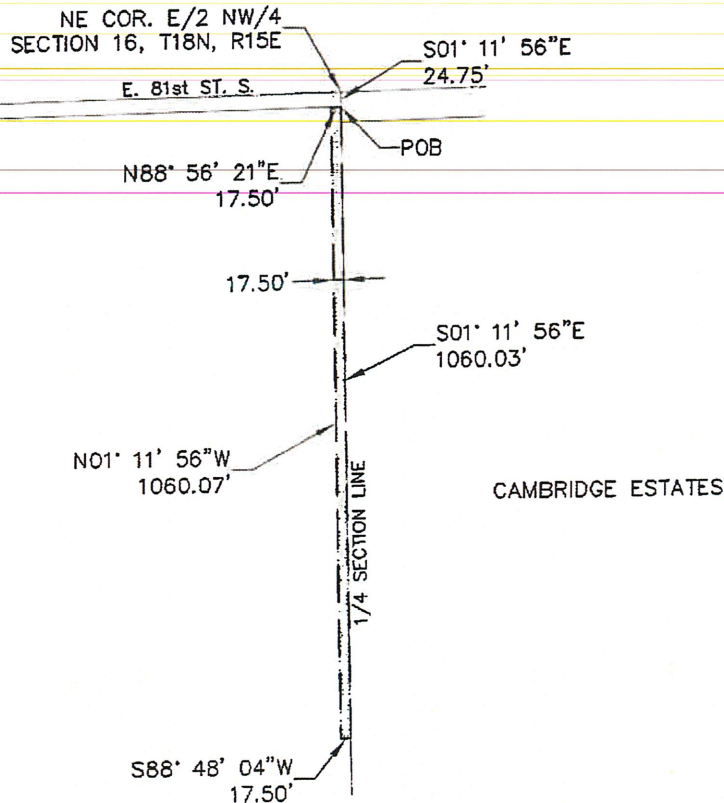 NE COR. E/2 NW/4
SECTION 16, T18N, R15E
S01° 11' 56"E
24.75'
E. 81st ST. S.
POB
N88° 56' 21"E
17.50'
17.50'
S01° 11' 56"E
1060.03'
N01° 11' 56"W
1060.07'
1/4 SECTION LINE
CAMBRIDGE ESTATES
S88° 48' 04"W
17.50'